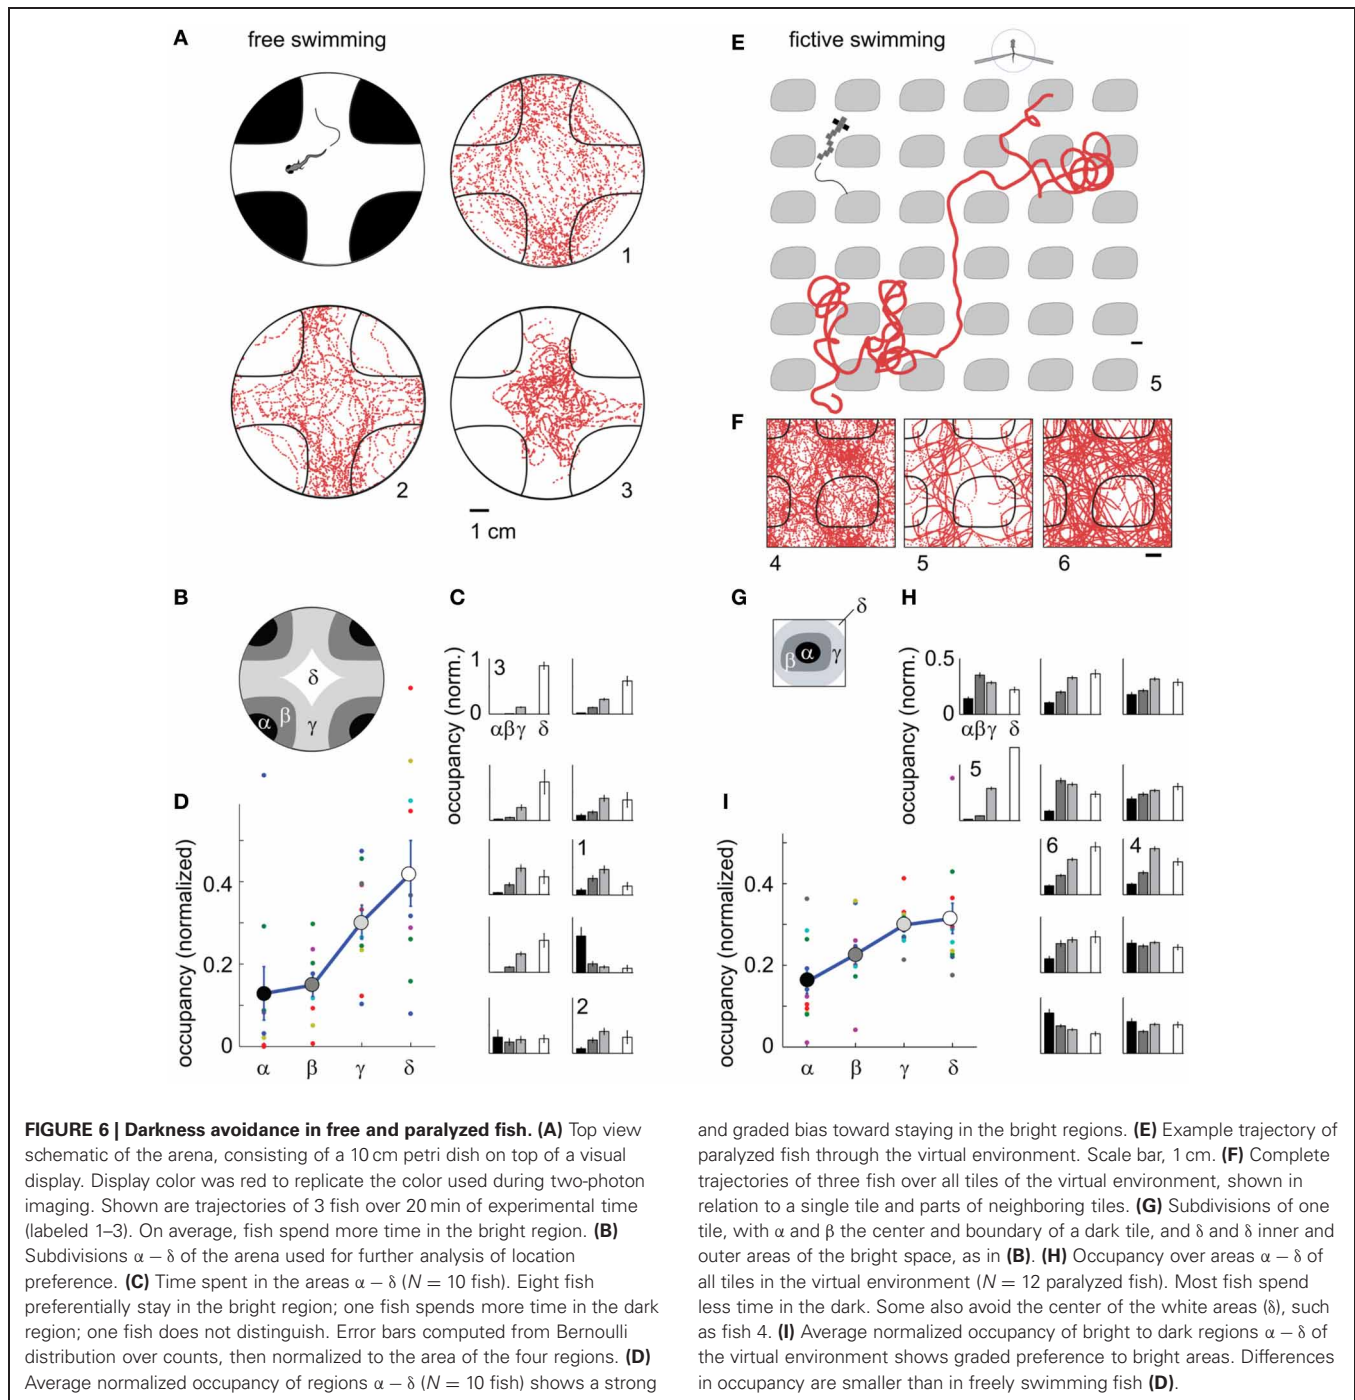 A free swimming
1
2
3
1 cm
B
α β γ δ
C
occupancy (norm.)
1
0
3
αβγ δ
1
2
D
occupancy (normalized)
0.4
0.2
0
α β γ δ
E fictive swimming
5
F
4 5 6
G
δ
β α γ
H
occupancy (norm.)
0.5
0
αβγ δ
5
6 4
I
occupancy (normalized)
0.4
0.2
0
α β γ δ
FIGURE 6 | Darkness avoidance in free and paralyzed fish. (A) Top view
schematic of the arena, consisting of a 10 cm petri dish on top of a visual
display. Display color was red to replicate the color used during two-photon
imaging. Shown are trajectories of 3 fish over 20 min of experimental time
(labeled 1–3). On average, fish spend more time in the bright region. (B)
Subdivisions α – δ of the arena used for further analysis of location
preference. (C) Time spent in the areas α – δ (N = 10 fish). Eight fish
preferentially stay in the bright region; one fish spends more time in the dark
region; one fish does not distinguish. Error bars computed from Bernoulli
distribution over counts, then normalized to the area of the four regions. (D)
Average normalized occupancy of regions α – δ (N = 10 fish) shows a strong
and graded bias toward staying in the bright regions. (E) Example trajectory of
paralyzed fish through the virtual environment. Scale bar, 1 cm. (F) Complete
trajectories of three fish over all tiles of the virtual environment, shown in
relation to a single tile and parts of neighboring tiles. (G) Subdivisions of one
tile, with α and β the center and boundary of a dark tile, and δ and δ inner and
outer areas of the bright space, as in (B). (H) Occupancy over areas α – δ of
all tiles in the virtual environment (N = 12 paralyzed fish). Most fish spend
less time in the dark. Some also avoid the center of the white areas (δ), such
as fish 4. (I) Average normalized occupancy of bright to dark regions α – δ of
the virtual environment shows graded preference to bright areas. Differences
in occupancy are smaller than in freely swimming fish (D).